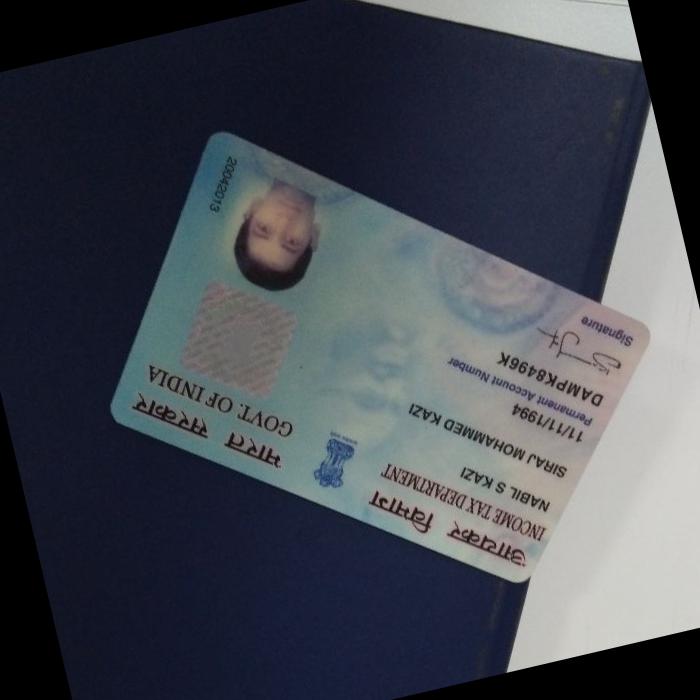 आयकर विभाग भारत सरकार
INCOME TAX DEPARTMENT GOVT. OF INDIA
NABIL S KAZI
SIRAJ MOHAMMED KAZI
11/11/1994
Permanent Account Number
DAMPK8496K
Signature
20042013